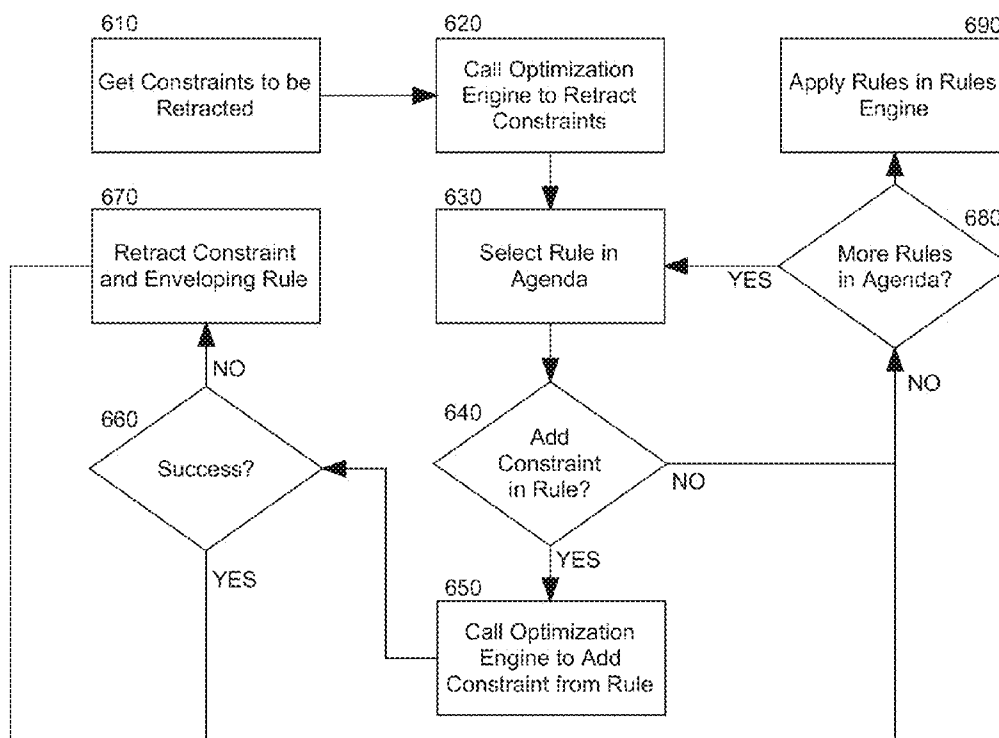 610
Get Constraints to be
Retracted
620
Call Optimization
Engine to Retract
Constraints
690
Apply Rules in Rules
Engine
670
Retract Constraint
and Enveloping Rule
630
Select Rule in
Agenda
680
More Rules
in Agenda?
YES
NO
NO
660
Success?
YES
640
Add
Constraint
in Rule?
NO
YES
650
Call Optimization
Engine to Add
Constraint from Rule